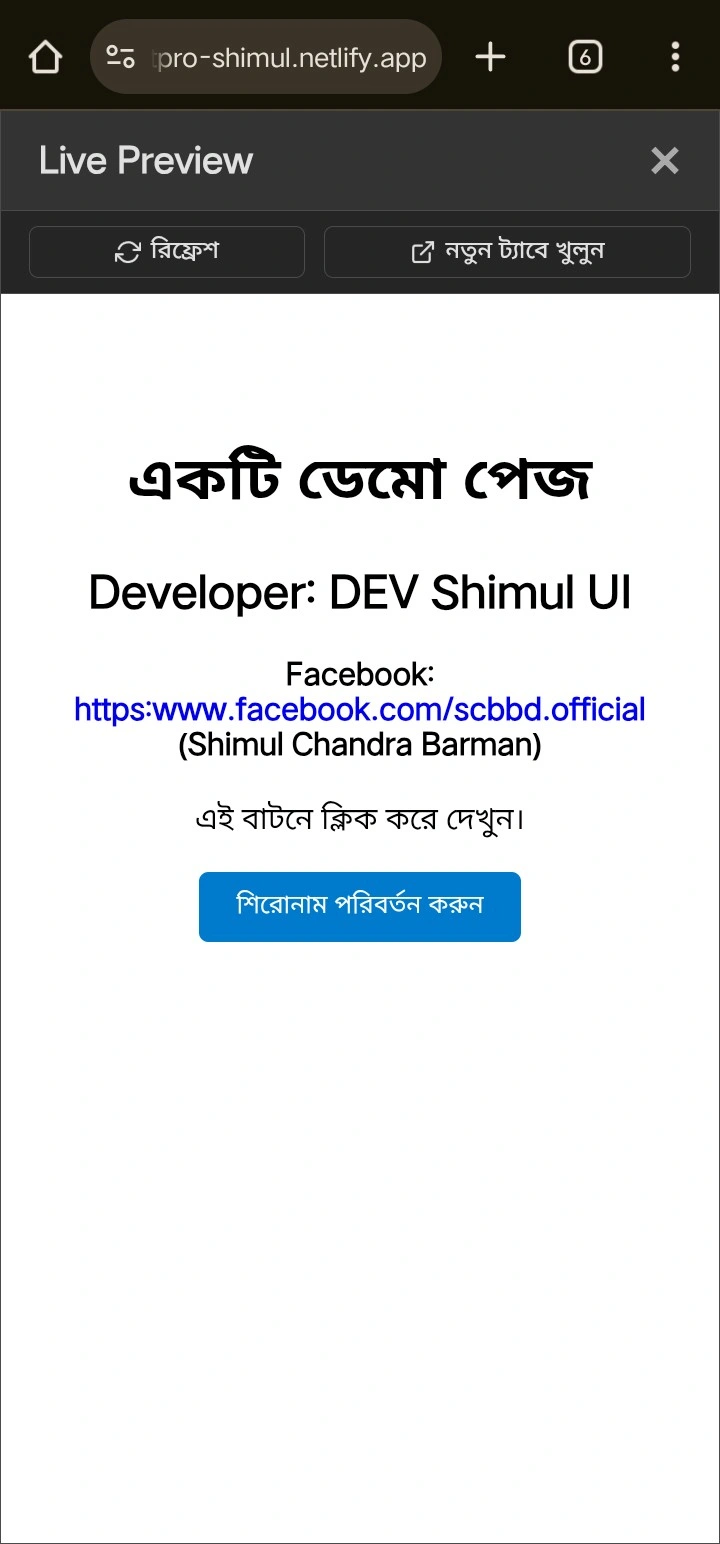 pro-shimul.netlify.app
6
Live Preview
রিফ্রেশ
নতুন ট্যাবে খুলুন
একটি ডেমো পেজ
Developer: DEV Shimul UI
Facebook:
https:www.facebook.com/scbbd.official
(Shimul Chandra Barman)
এই বাটনে ক্লিক করে দেখুন।
শিরোনাম পরিবর্তন করুন